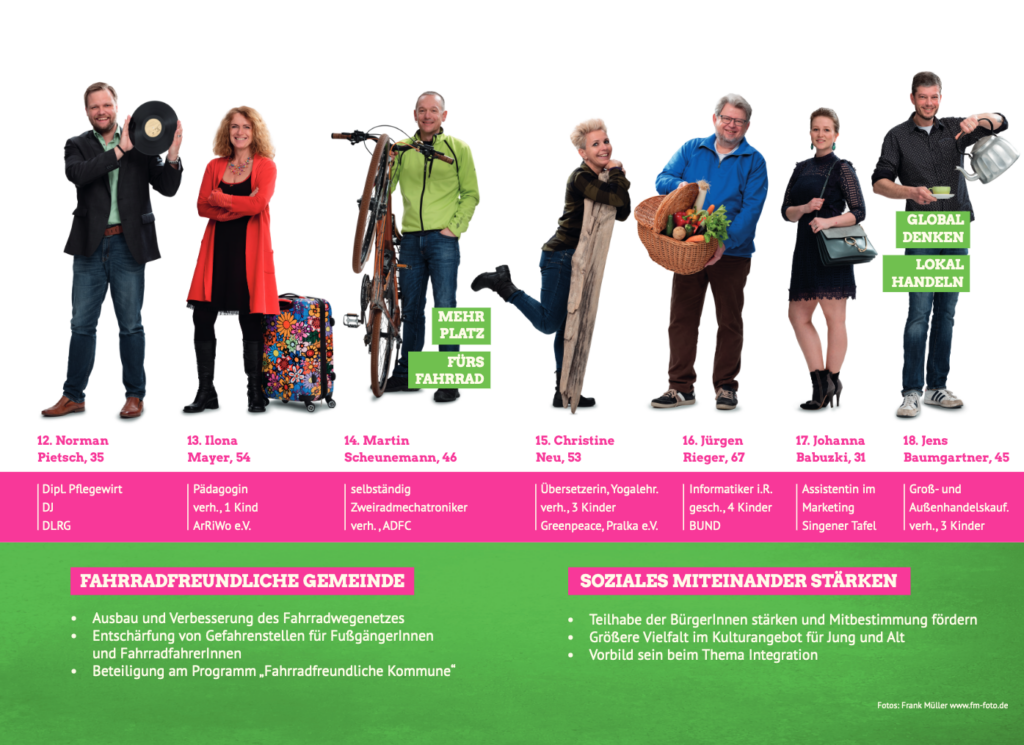 GLOBAL
DENKEN
LOKAL
HANDELN
MEHR
PLATZ
FÜRS
FAHRRAD
12. Norman
Pietsch, 35
13. Ilona
Mayer, 54
14. Martin
Scheunemann, 46
15. Christine
Neu, 53
16. Jürgen
Rieger, 67
17. Johanna
Babuzki, 31
18. Jens
Baumgartner, 45
Dipl. Pflegewirt
DJ
DLRG
Pädagogin
verh., 1 Kind
ArRiWo e.V.
selbständig
Zweiradmechatroniker
verh. , ADFC
Übersetzerin, Yogalehr.
verh., 3 Kinder
Greenpeace, Pralka e.V.
Informatiker i.R.
gesch., 4 Kinder
BUND
Assistentin im
Marketing
Singener Tafel
Groß- und
Außenhandelskauf.
verh., 3 Kinder
FAHRRADFREUNDLICHE GEMEINDE
• Ausbau und Verbesserung des Fahrradwegenetzes
• Entschärfung von Gefahrenstellen für FußgängerInnen
und FahrradfahrerInnen
• Beteiligung am Programm „Fahrradfreundliche Kommune“
SOZIALES MITEINANDER STÄRKEN
• Teilhabe der BürgerInnen stärken und Mitbestimmung fördern
• Größere Vielfalt im Kulturangebot für Jung und Alt
• Vorbild sein beim Thema Integration
Fotos: Frank Müller www.fm-foto.de